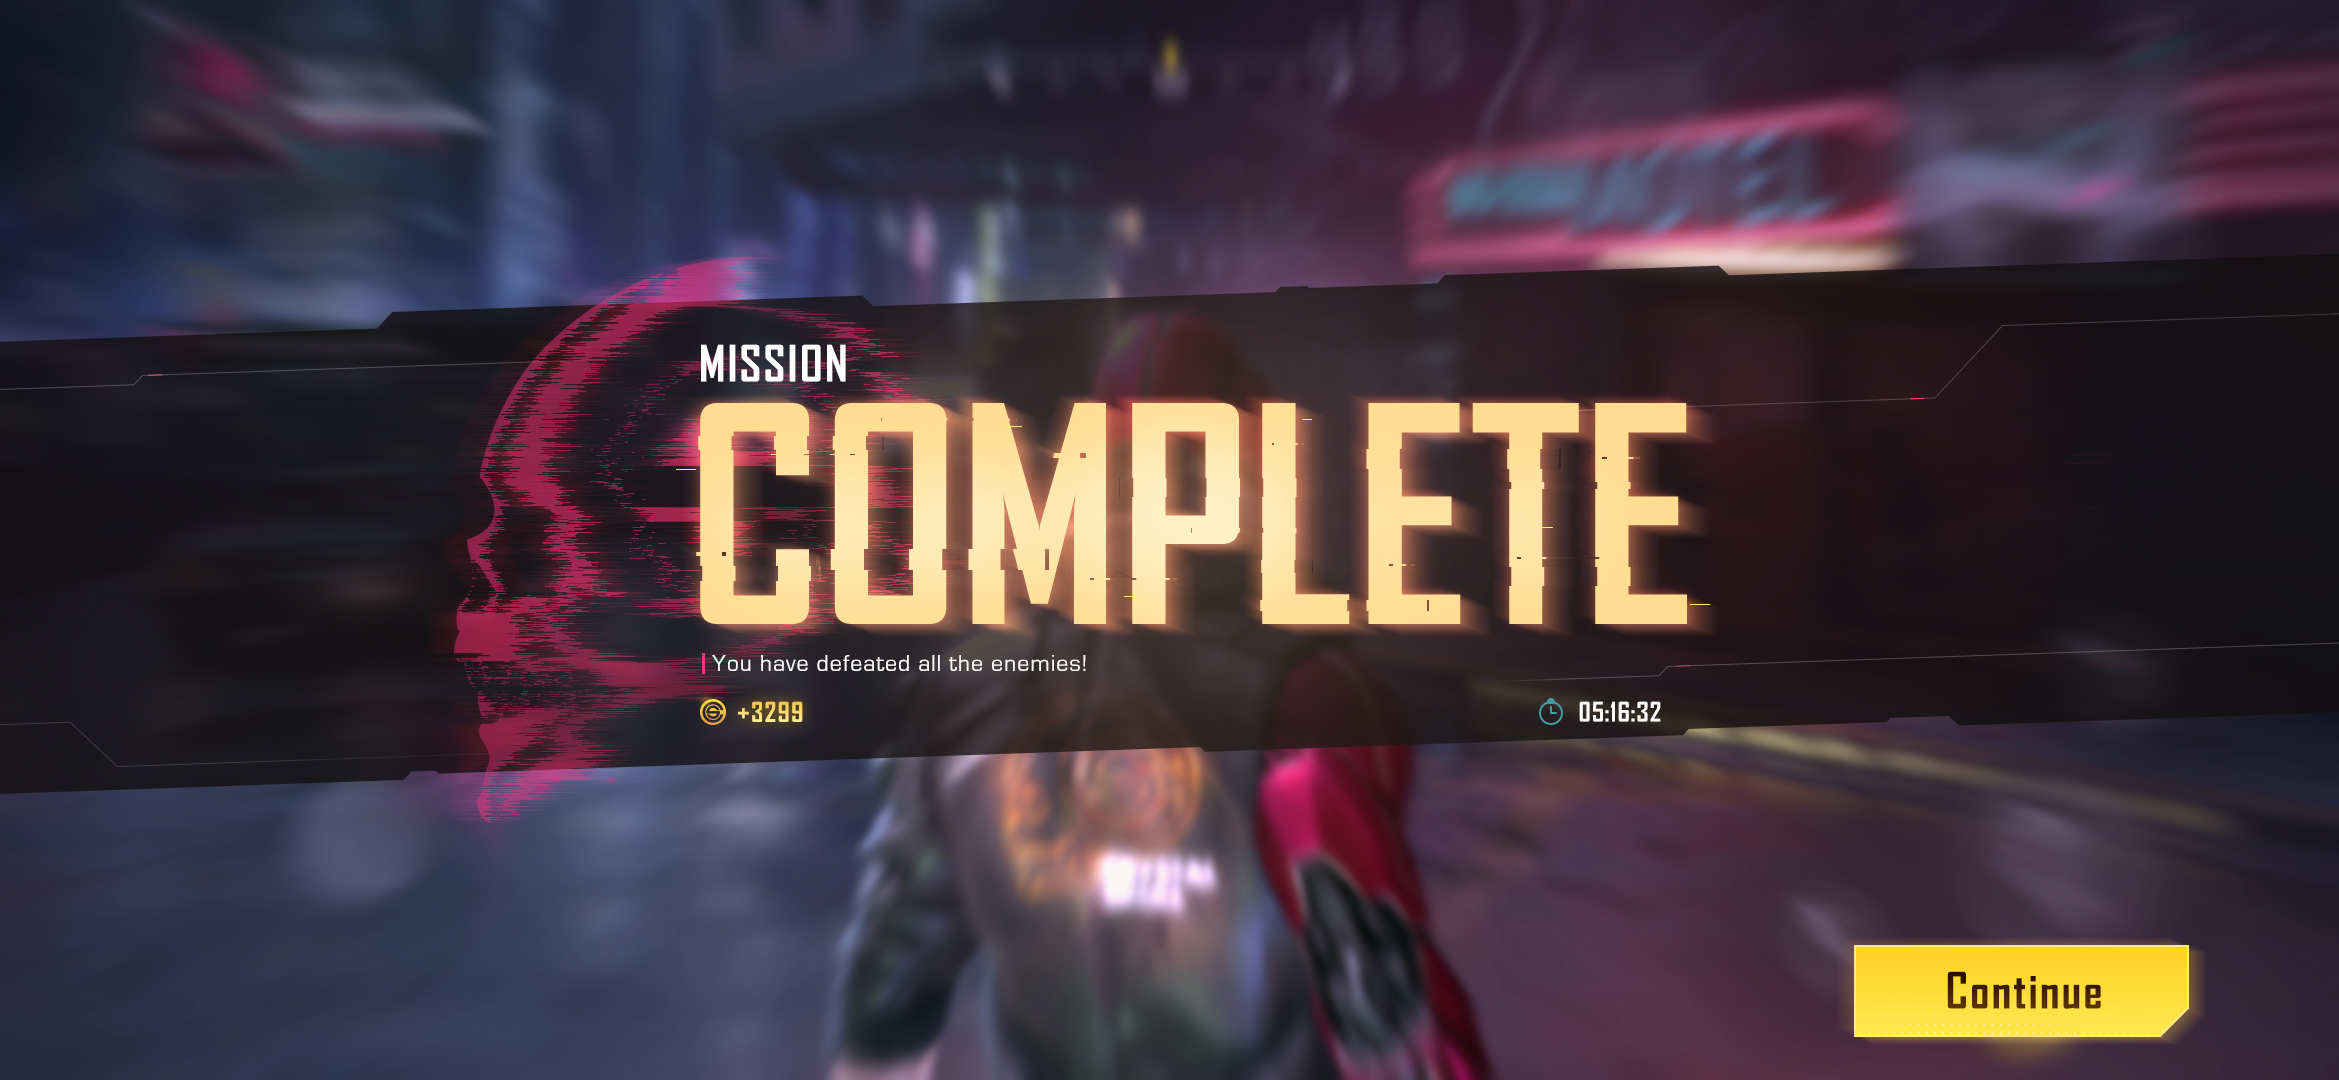 MISSION
COMPLETE
You have defeated all the enemies!
+3299
05:16:32
Continue